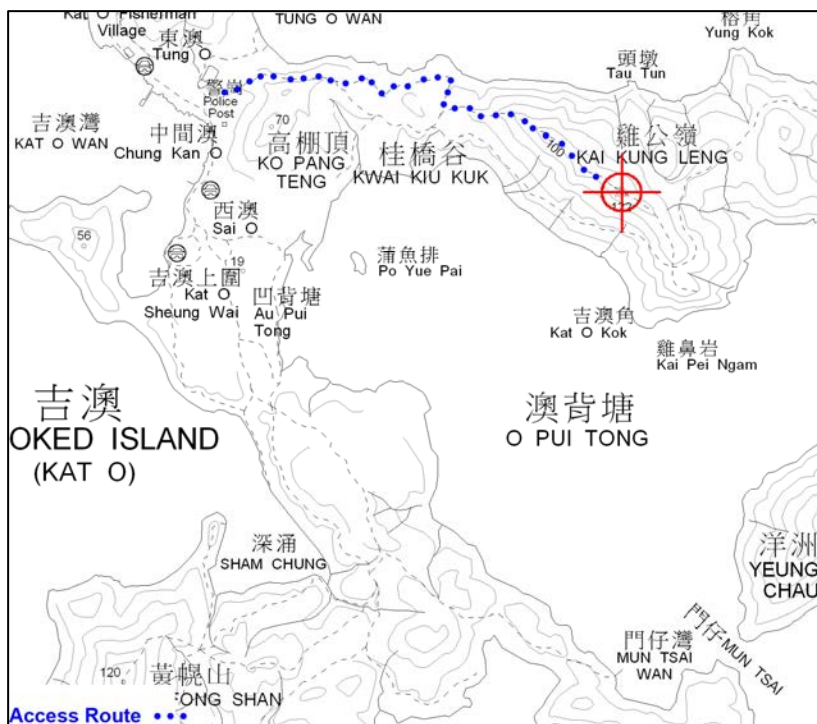 Kat O Fisherman
Village
TUNG O WAN
東澳
Tung O
榕角
Yung Kok
頭墩
Tau Tun
Police
Post
吉澳灣
KAT O WAN
中間澳
Chung Kan O
70
高棚頂
KO PANG
TENG
桂橋谷
KWAI KIU KUK
100
雞公嶺
KAI KUNG LENG
122
西澳
Sai O
56
19
吉澳上圍
Kat O
Sheung Wai
凹背塘
Au Pui
Tong
蒲魚排
Po Yue Pai
吉澳角
Kat O Kok
雞鼻岩
Kai Pei Ngam
吉澳
OKED ISLAND
(KAT O)
澳背塘
O PUI TONG
深涌
SHAM CHUNG
洋洲
YEUNG
CHAU
門仔灣
MUN TSAI
WAN
門仔 MUN TSAI
120
黃幌山
ONG SHAN
Access Route